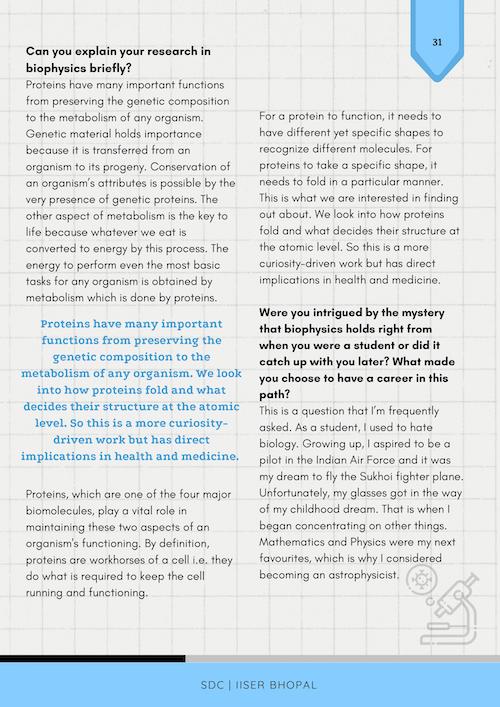 31
Can you explain your research in
biophysics briefly?
Proteins have many important functions
from preserving the genetic composition
to the metabolism of any organism.
Genetic material holds importance
because it is transferred from an
organism to its progeny. Conservation of
an organism's attributes is possible by the
very presence of genetic proteins. The
other aspect of metabolism is the key to
life because whatever we eat is
converted to energy by this process. The
energy to perform even the most basic
tasks for any organism is obtained by
metabolism which is done by proteins.
Proteins have many important
functions from preserving the
genetic composition to the
metabolism of any organism. We look
into how proteins fold and what
decides their structure at the atomic
level. So this is a more curiosity-
driven work but has direct
implications in health and medicine.
Proteins, which are one of the four major
biomolecules, play a vital role in
maintaining these two aspects of an
organism's functioning. By definition,
proteins are workhorses of a cell i.e. they
do what is required to keep the cell
running and functioning.
For a protein to function, it needs to
have different yet specific shapes to
recognize different molecules. For
proteins to take a specific shape, it
needs to fold in a particular manner.
This is what we are interested in finding
out about. We look into how proteins
fold and what decides their structure at
the atomic level. So this is a more
curiosity-driven work but has direct
implications in health and medicine.
Were you intrigued by the mystery
that biophysics holds right from
when you were a student or did it
catch up with you later? What made
you choose to have a career in this
path?
This is a question that I'm frequently
asked. As a student, I used to hate
biology. Growing up, I aspired to be a
pilot in the Indian Air Force and it was
my dream to fly the Sukhoi fighter plane.
Unfortunately, my glasses got in the way
of my childhood dream. That is when I
began concentrating on other things.
Mathematics and Physics were my next
favourites, which is why I considered
becoming an astrophysicist.
SDC | IISER BHOPAL